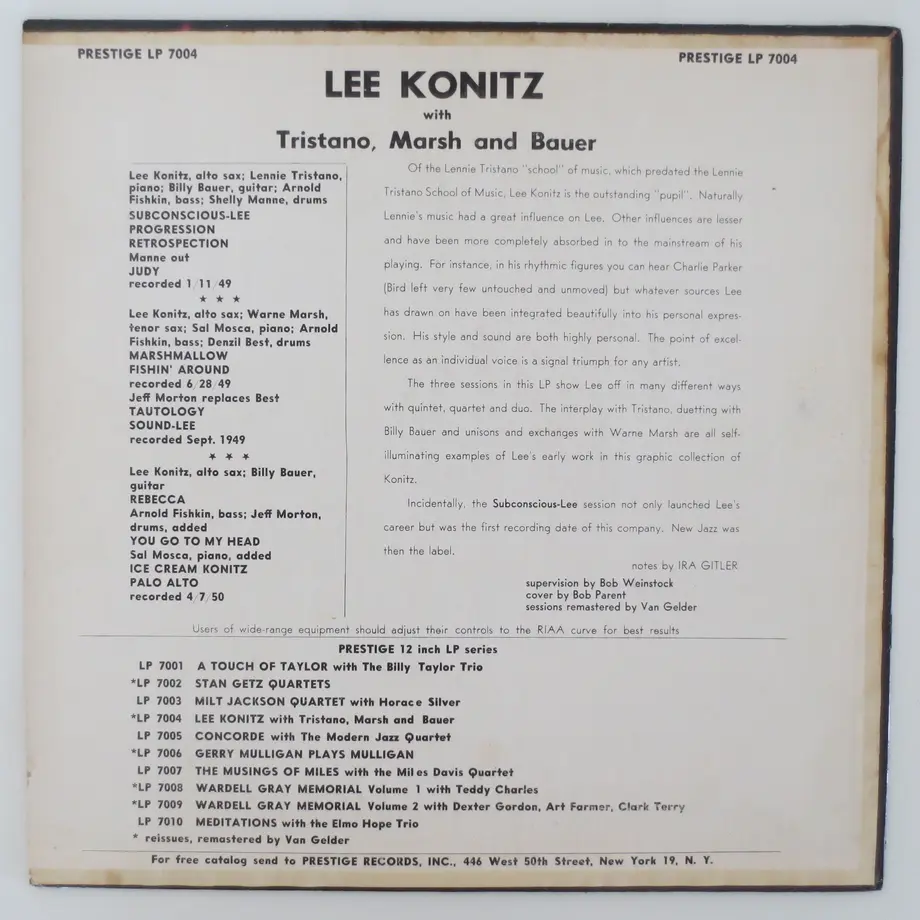 PRESTIGE LP 7004
PRESTIGE LP 7004
LEE KONITZ
with
Tristano, Marsh and Bauer
Lee Konitz, alto sax; Lennie Tristano,
piano; Billy Bauer, guitar; Arnold
Fishkin, bass; Shelly Manne, drums
SUBCONSCIOUS-LEE
PROGRESSION
RETROSPECTION
Manne out
JUDY
recorded 1/11/49
★ ★ ★
Lee Konitz, alto sax; Warne Marsh,
tenor sax; Sal Mosca, piano; Arnold
Fishkin, bass; Denzil Best, drums
MARSHMALLOW
FISHIN' AROUND
recorded 6/28/49
Jeff Morton replaces Best
TAUTOLOGY
SOUND-LEE
recorded Sept. 1949
★ ★ ★
Lee Konitz, alto sax; Billy Bauer,
guitar
REBECCA
Arnold Fishkin, bass; Jeff Morton,
drums, added
YOU GO TO MY HEAD
Sal Mosca, piano, added
ICE CREAM KONITZ
PALO ALTO
recorded 4/7/50
Of the Lennie Tristano "school" of music, which predated the Lennie
Tristano School of Music, Lee Konitz is the outstanding "pupil". Naturally
Lennie's music had a great influence on Lee. Other influences are lesser
and have been more completely absorbed in to the mainstream of his
playing. For instance, in his rhythmic figures you can hear Charlie Parker
(Bird left very few untouched and unmoved) but whatever sources Lee
has drawn on have been integrated beautifully into his personal expres-
sion. His style and sound are both highly personal. The point of excel-
lence as an individual voice is a signal triumph for any artist.
The three sessions in this LP show Lee off in many different ways
with quintet, quartet and duo. The interplay with Tristano, duetting with
Billy Bauer and unisons and exchanges with Warne Marsh are all self-
illuminating examples of Lee's early work in this graphic collection of
Konitz.
Incidentally, the Subconscious-Lee session not only launched Lee's
career but was the first recording date of this company. New Jazz was
then the label.
notes by IRA GITLER
supervision by Bob Weinstock
cover by Bob Parent
sessions remastered by Van Gelder
Users of wide-range equipment should adjust their controls to the RIAA curve for best results
PRESTIGE 12 inch LP series
LP 7001 A TOUCH OF TAYLOR with The Billy Taylor Trio
*LP 7002 STAN GETZ QUARTETS
LP 7003 MILT JACKSON QUARTET with Horace Silver
*LP 7004 LEE KONITZ with Tristano, Marsh and Bauer
LP 7005 CONCORDE with The Modern Jazz Quartet
*LP 7006 GERRY MULLIGAN PLAYS MULLIGAN
LP 7007 THE MUSINGS OF MILES with the Miles Davis Quartet
*LP 7008 WARDELL GRAY MEMORIAL Volume 1 with Teddy Charles
*LP 7009 WARDELL GRAY MEMORIAL Volume 2 with Dexter Gordon, Art Farmer, Clark Terry
LP 7010 MEDITATIONS with the Elmo Hope Trio
* reissues, remastered by Van Gelder
For free catalog send to PRESTIGE RECORDS, INC., 446 West 50th Street, New York 19, N. Y.